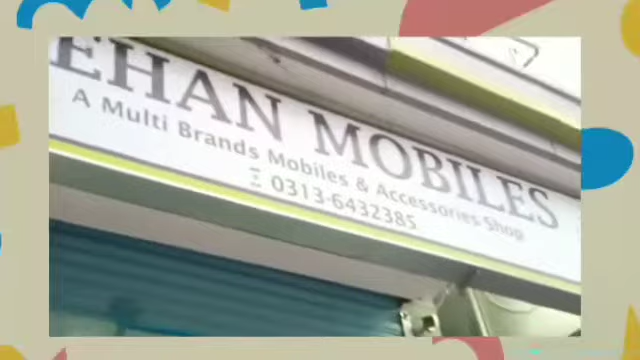 EHAN MOBILES
A Multi Brands Mobiles & Accessories Shop
0313-6432385